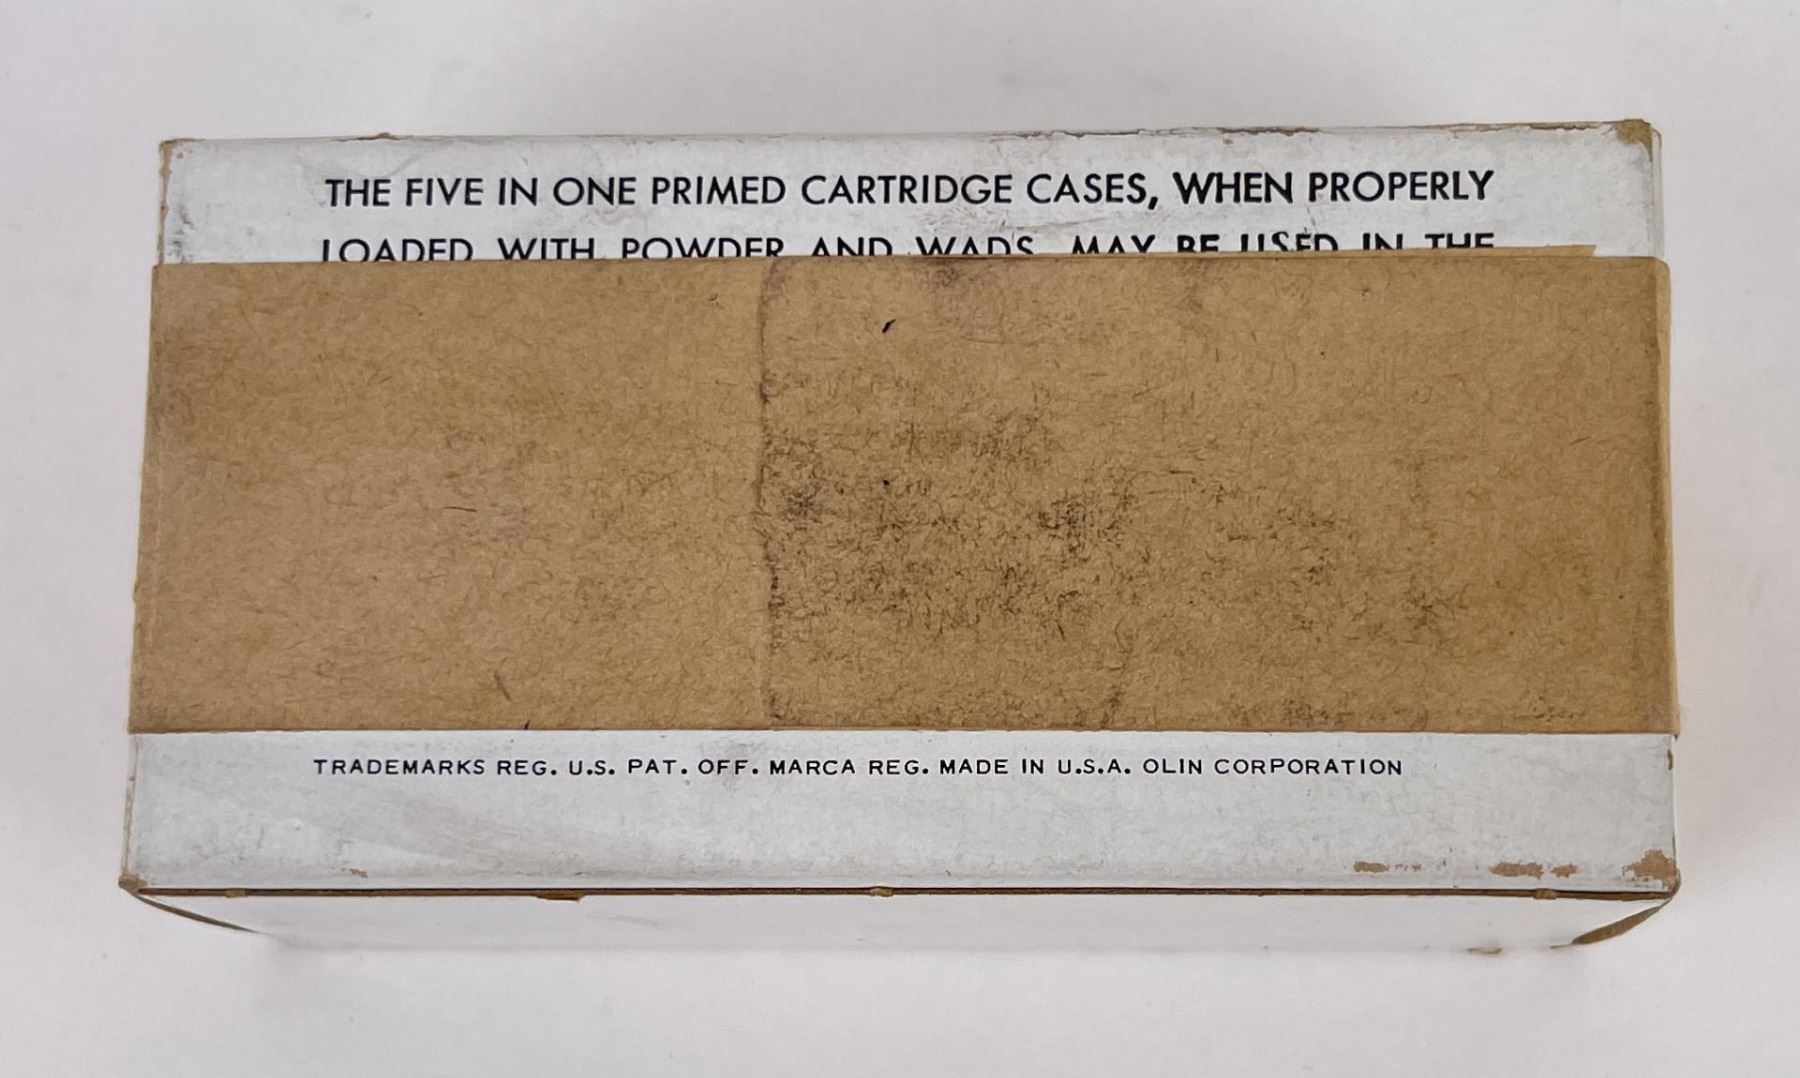 THE FIVE IN ONE PRIMED CARTRIDGE CASES, WHEN PROPERLY
LOADED WITH POWDER AND WADS, MAY BE USED IN THE
TRADEMARKS REG. U.S. PAT. OFF. MARCA REG. MADE IN U.S.A. OLIN CORPORATION